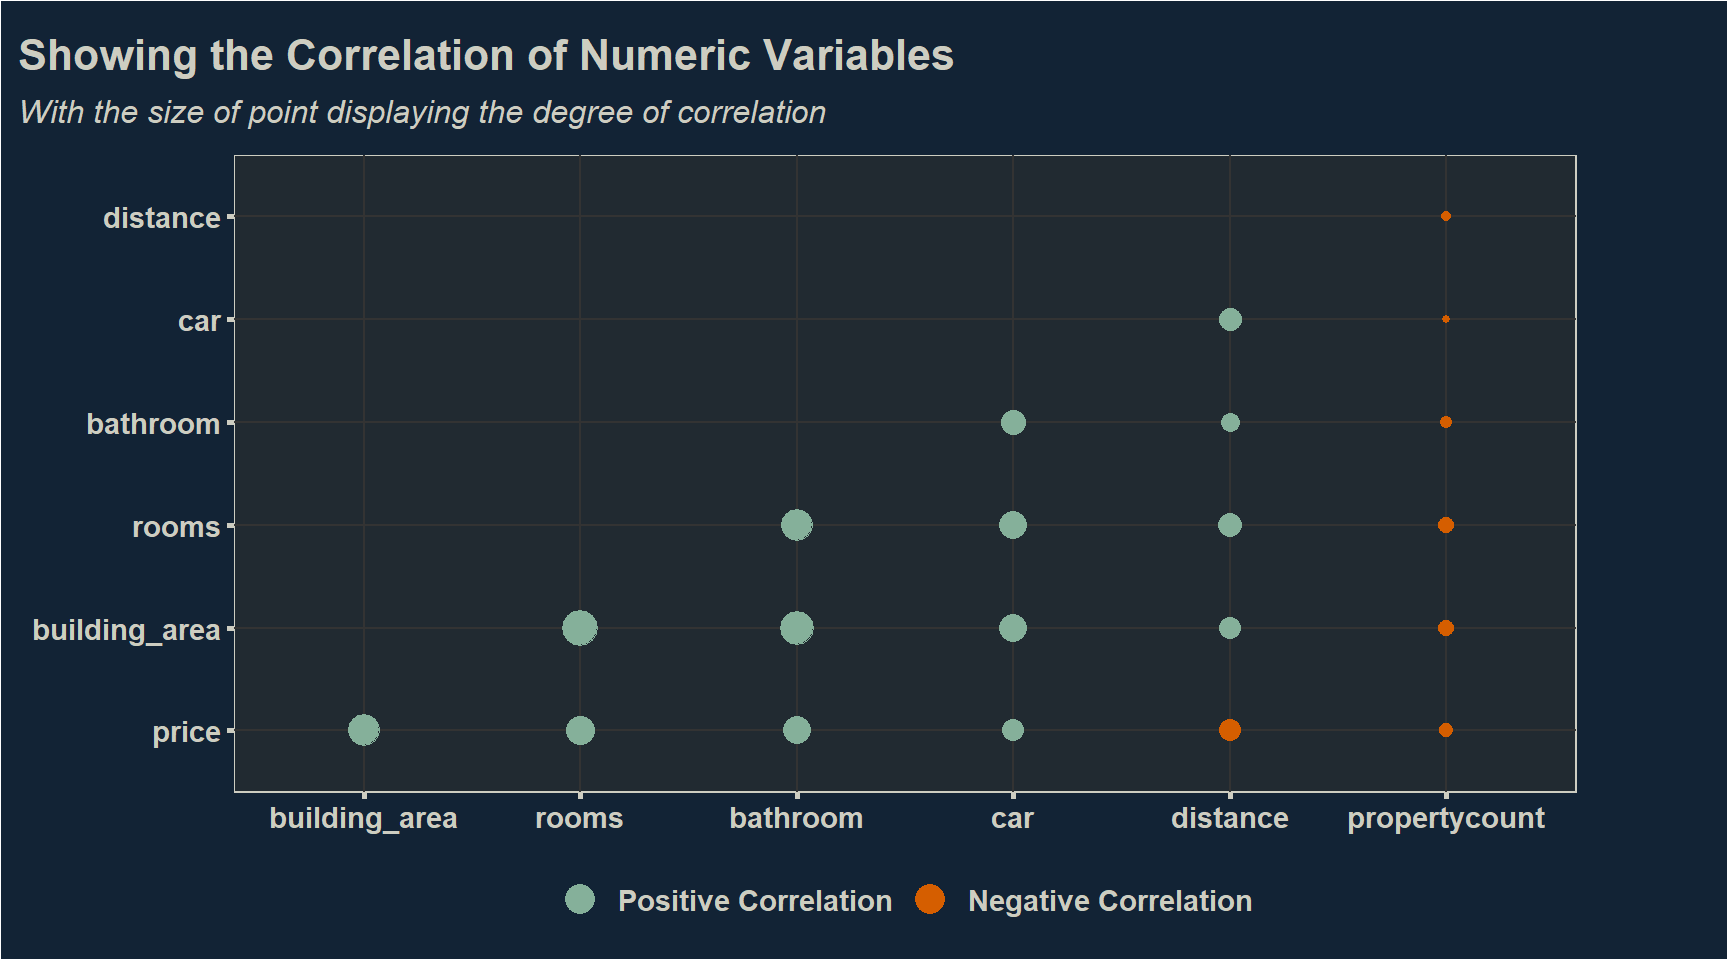 Showing the Correlation of Numeric Variables
With the size of point displaying the degree of correlation
distance
car
bathroom
rooms
building_area
price
building_area rooms bathroom car distance propertycount
Positive Correlation Negative Correlation